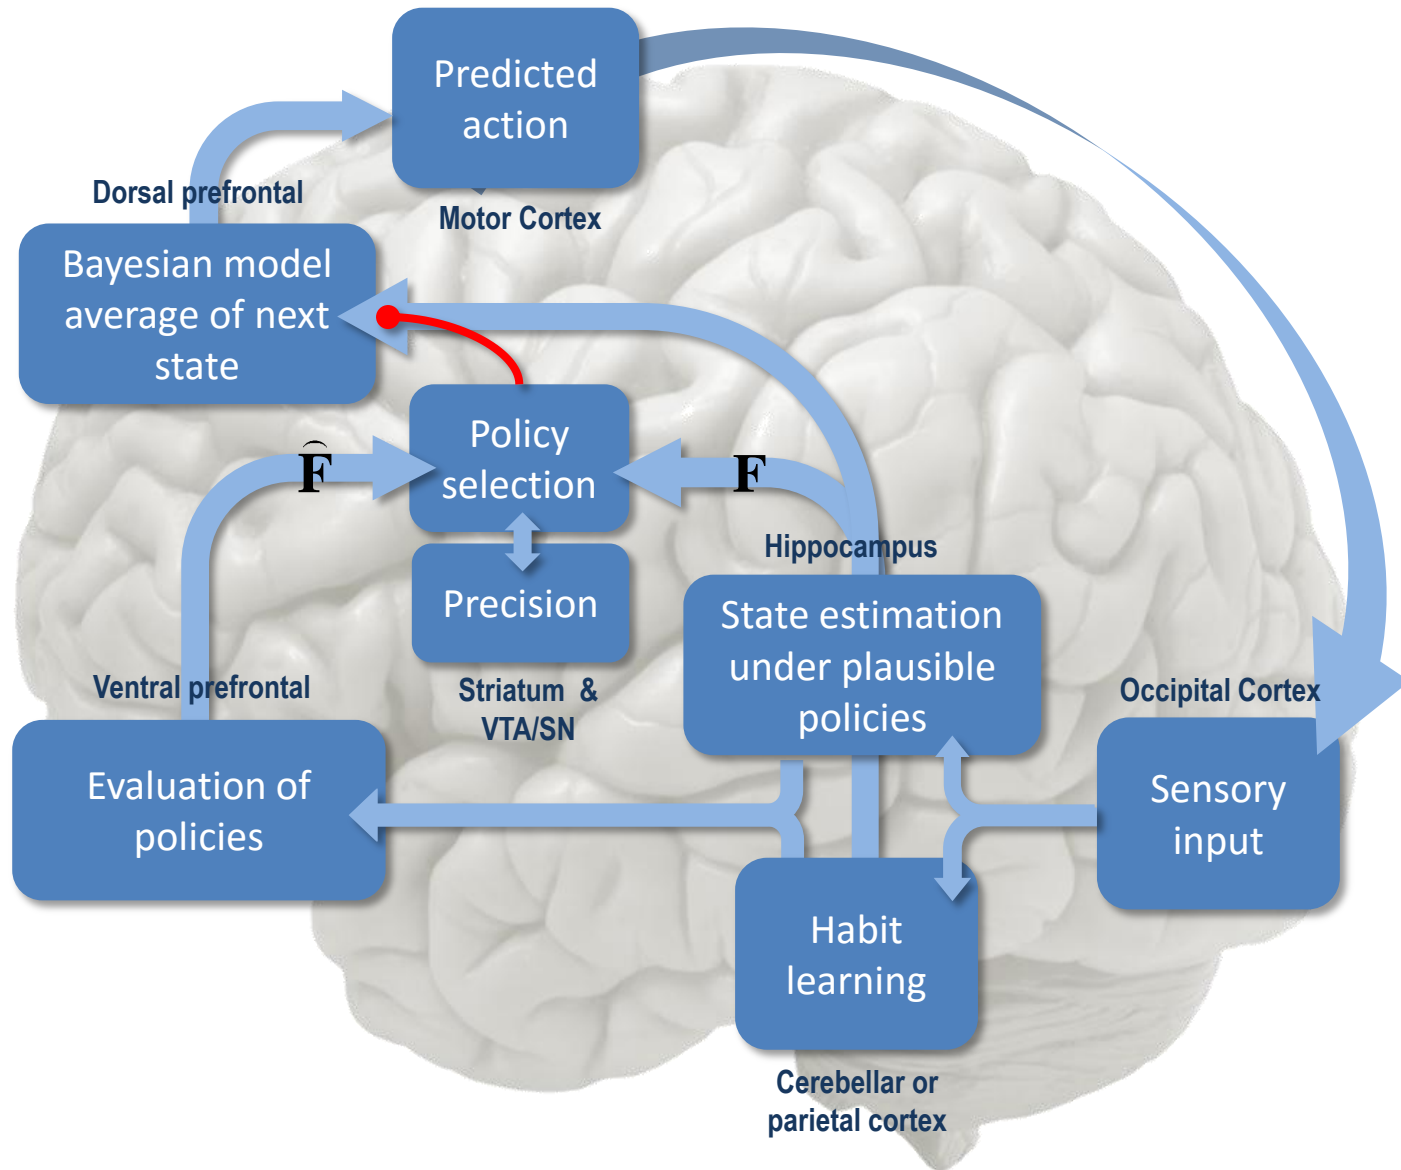 Predicted
action
Motor Cortex
Dorsal prefrontal
Bayesian model
average of next
state
Policy
selection
F̂
F
Precision
Striatum & 
VTA/SN
Hippocampus
State estimation
under plausible
policies
Ventral prefrontal
Evaluation of
policies
Occipital Cortex
Sensory
input
Habit
learning
Cerebellar or
parietal cortex